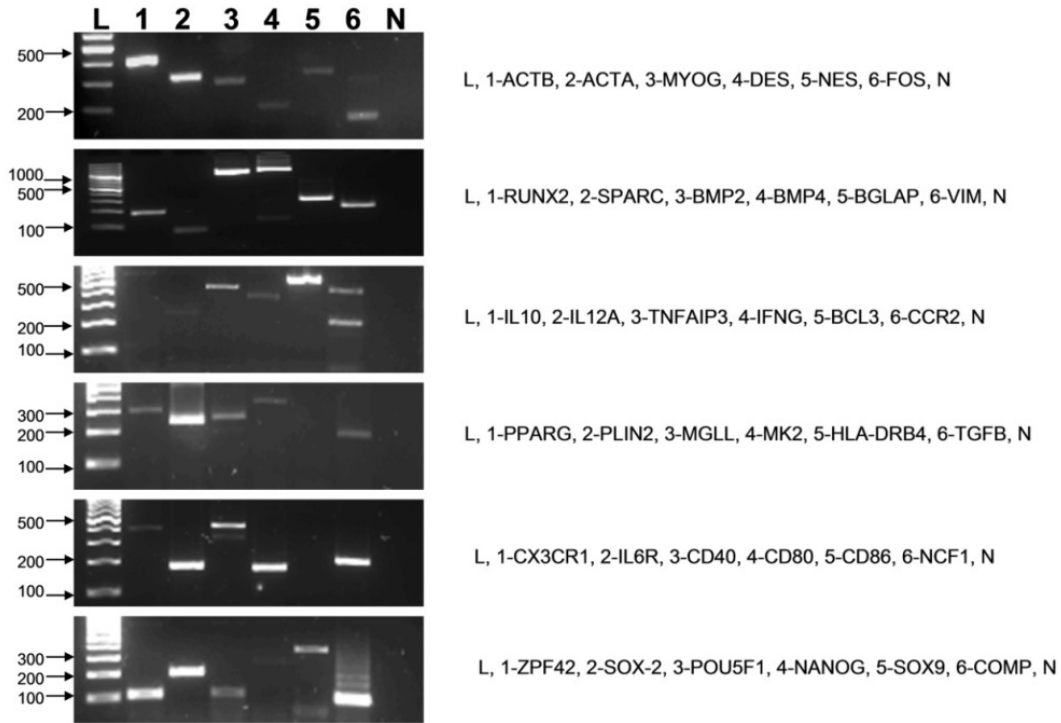 L 1 2 3 4 5 6 N
500
200
L, 1-ACTB, 2-ACTA, 3-MYOG, 4-DES, 5-NES, 6-FOS, N
1000
500
100
L, 1-RUNX2, 2-SPARC, 3-BMP2, 4-BMP4, 5-BGLAP, 6-VIM, N
500
200
100
L, 1-IL10, 2-IL12A, 3-TNFAIP3, 4-IFNG, 5-BCL3, 6-CCR2, N
300
200
100
L, 1-PPARG, 2-PLIN2, 3-MGLL, 4-MK2, 5-HLA-DRB4, 6-TGFB, N
500
200
100
L, 1-CX3CR1, 2-IL6R, 3-CD40, 4-CD80, 5-CD86, 6-NCF1, N
300
200
100
L, 1-ZPF42, 2-SOX-2, 3-POU5F1, 4-NANOG, 5-SOX9, 6-COMP, N